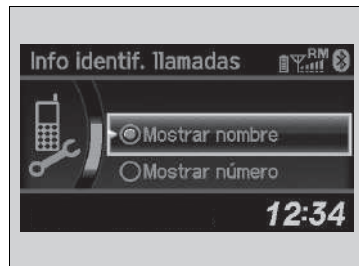 Info identif. llamadas RM
Mostrar nombre
Mostrar número
12:34